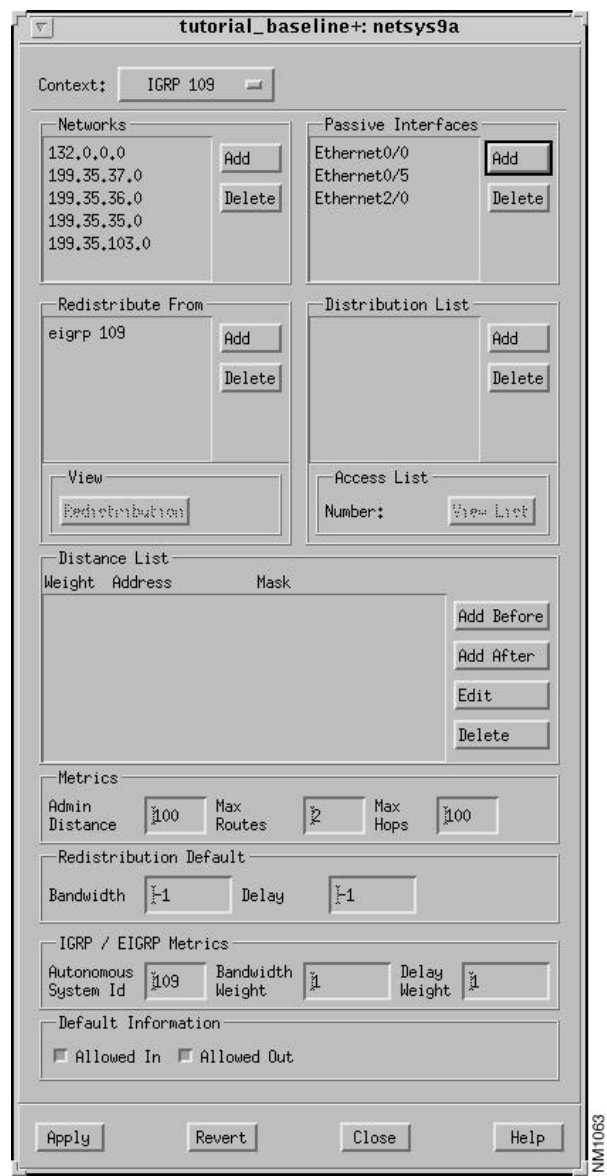 tutorial_baseline+: netsys9a
Context: IGRP 109
Networks
132.0.0.0
199.35.37.0
199.35.36.0
199.35.35.0
199.35.103.0
Add
Delete
Passive Interfaces
Ethernet0/0
Ethernet0/5
Ethernet2/0
Add
Delete
Redistribute From
eigrp 109
Add
Delete
View
Redistribution
Distribution List
Add
Delete
Access List
Number: View List
Distance List
Weight Address Mask
Add Before
Add After
Edit
Delete
Metrics
Admin Distance 100 Max Routes 2 Max Hops 100
Redistribution Default
Bandwidth -1 Delay -1
IGRP / EIGRP Metrics
Autonomous System Id 109 Bandwidth Weight 1 Delay Weight 1
Default Information
Allowed In Allowed Out
Apply Revert Close Help
NM1063